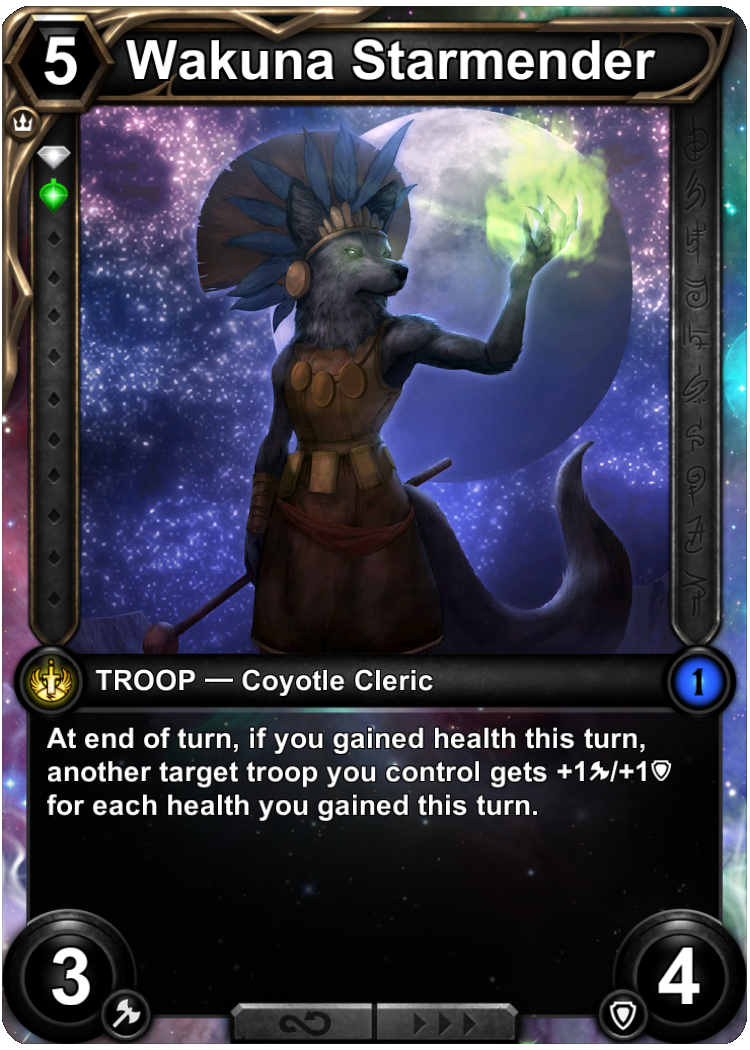 5
Wakuna Starmender
TROOP — Coyotle Cleric
1
At end of turn, if you gained health this turn,
another target troop you control gets +1/+1
for each health you gained this turn.
3
4